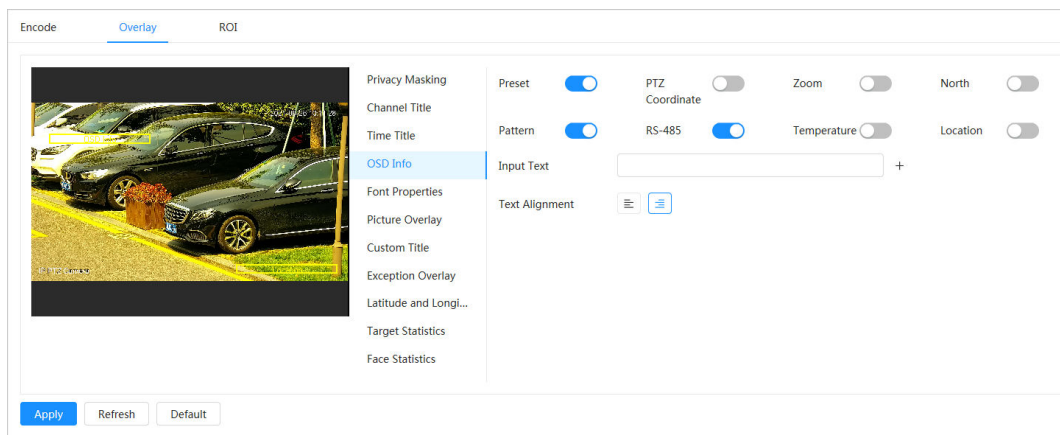 Encode Overlay ROI
Privacy Masking
Channel Title
Time Title
OSD Info
Font Properties
Picture Overlay
Custom Title
Exception Overlay
Latitude and Longi...
Target Statistics
Face Statistics
Preset PTZ Coordinate Zoom North
Pattern RS-485 Temperature Location
Input Text +
Text Alignment
Apply Refresh Default